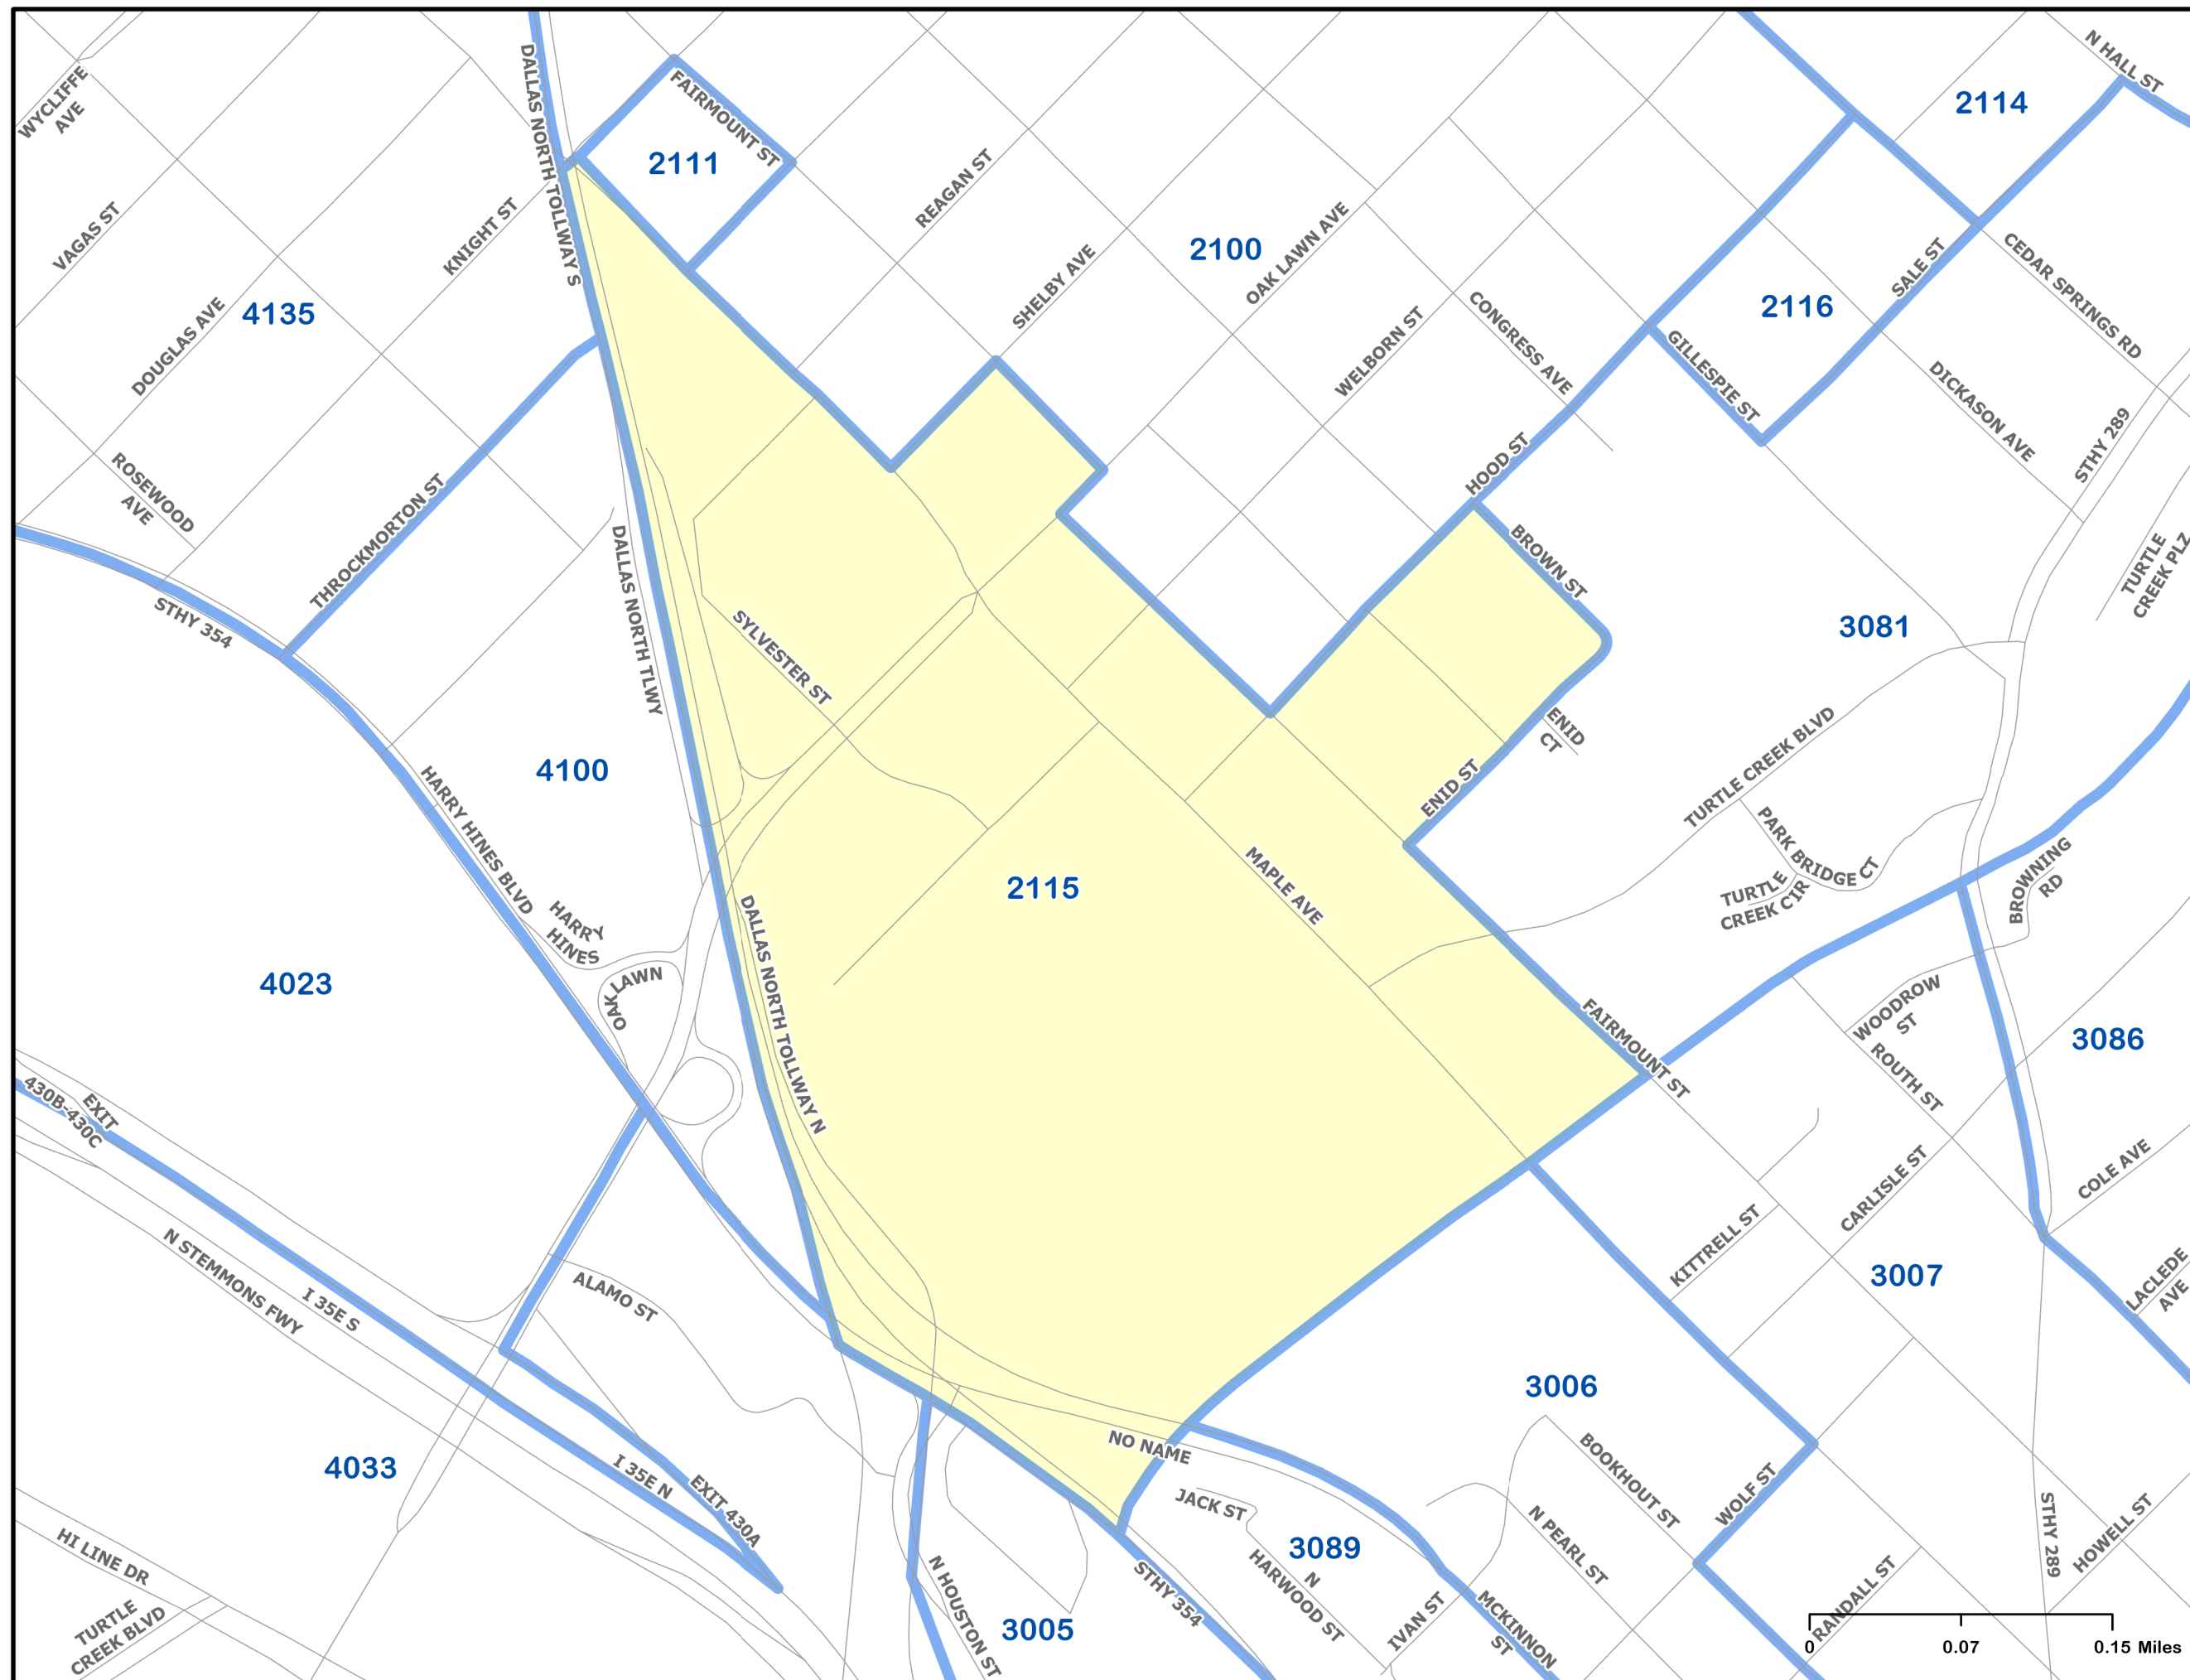 N HALL ST
2114
WYCLIFFE
AVE
DALLAS NORTH TOLLWAY S
FAIRMOUNT ST
2111
REAGAN ST
VAGAS ST
KNIGHT ST
SHELBY AVE
2100
OAK LAWN AVE
SALE ST
CEDAR SPRINGS RD
4135
DOUGLAS AVE
WELBORN ST
CONGRESS AVE
2116
GILLESPIE ST
DICKASON AVE
STHY 289
HOOD ST
ROSEWOOD
AVE
THROCKMORTON ST
DALLAS NORTH TLWY
BROWN ST
TURTLE
CREEK PLZ
STHY 354
SYLVESTER ST
3081
ENID
CT
TURTLE CREEK BLVD
4100
ENID ST
HARRY HINES BLVD
MAPLE AVE
PARK BRIDGE CT
TURTLE
CREEK CIR
BROWNING
RD
2115
HARRY
HINES
OAK LAWN
4023
DALLAS NORTH TOLLWAY N
WOODROW
ST
FAIRMOUNT ST
ROUTH ST
3086
EXIT
430B-430C
CARLISLE ST
COLE AVE
N STEMMONS FWY
I 35E S
ALAMO ST
KITTRELL ST
3007
LACLEDE
AVE
3006
4033
I 35E N
EXIT 430A
NO NAME
BOOKHOUT ST
WOLF ST
JACK ST
N PEARL ST
STHY 289
HOWELL ST
HI LINE DR
3089
N
HARWOOD ST
N HOUSTON ST
STHY 354
IVAN ST
MCKINNON
ST
RANDALL ST
TURTLE
CREEK BLVD
3005
0 0.07 0.15 Miles